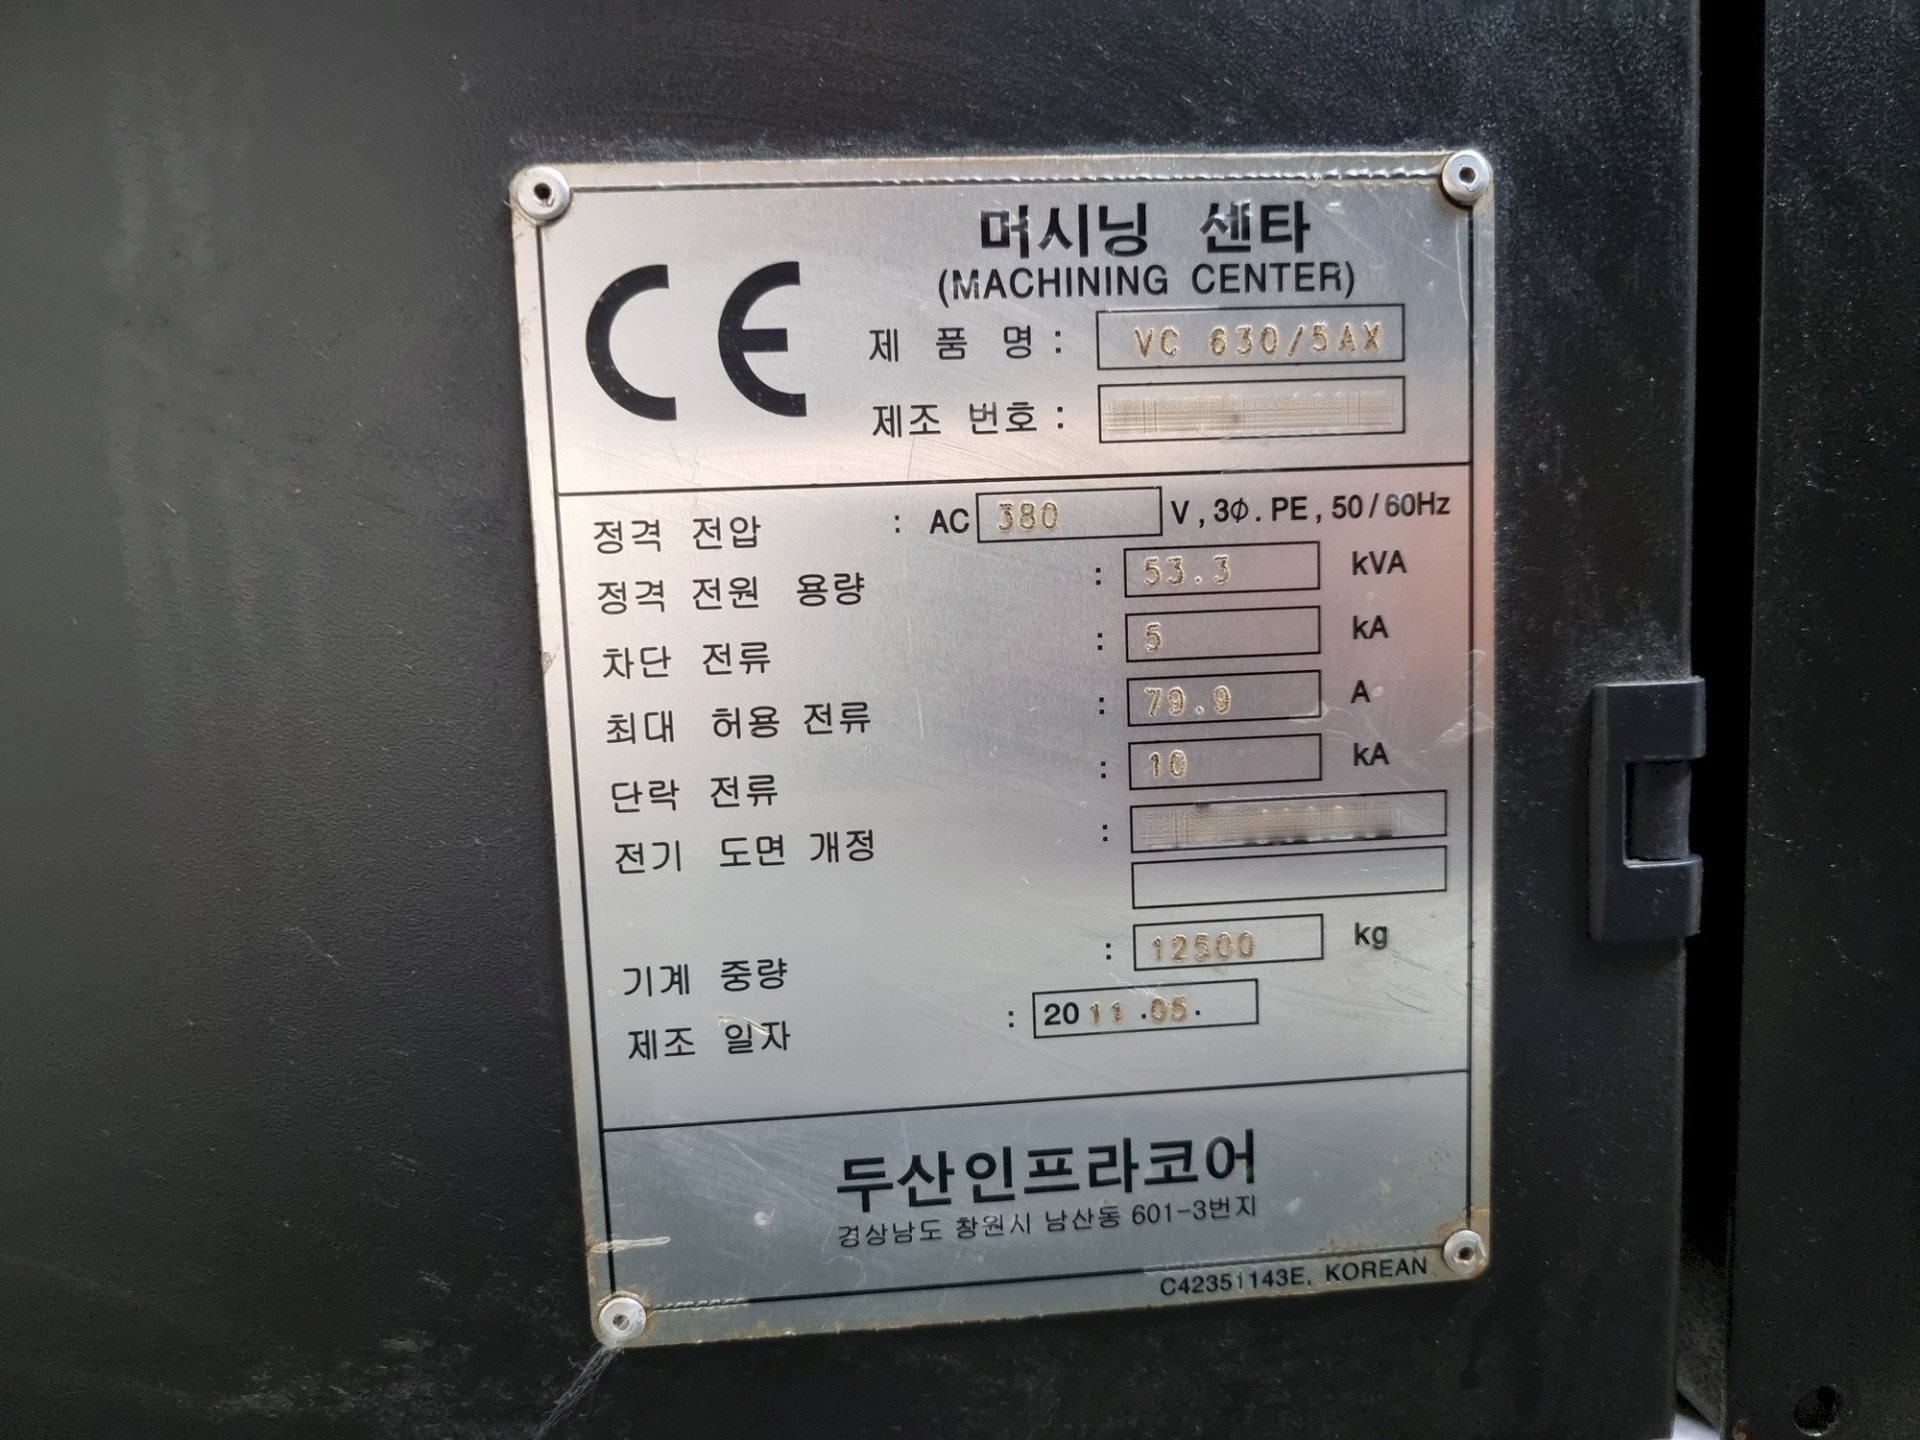 CE
머시닝 센타
(MACHINING CENTER)
제 품 명 : VC 630/5AX
제조 번호 :
정격 전압 : AC 380 V, 3Φ. PE, 50/60Hz
정격 전원 용량 : 53.3 kVA
차단 전류 : 5 kA
최대 허용 전류 : 79.9 A
단락 전류 : 10 kA
전기 도면 개정 :
기계 중량 : 12500 kg
제조 일자 : 2011.05.
두산인프라코어
경상남도 창원시 남산동 601-3번지
C42351143E, KOREAN